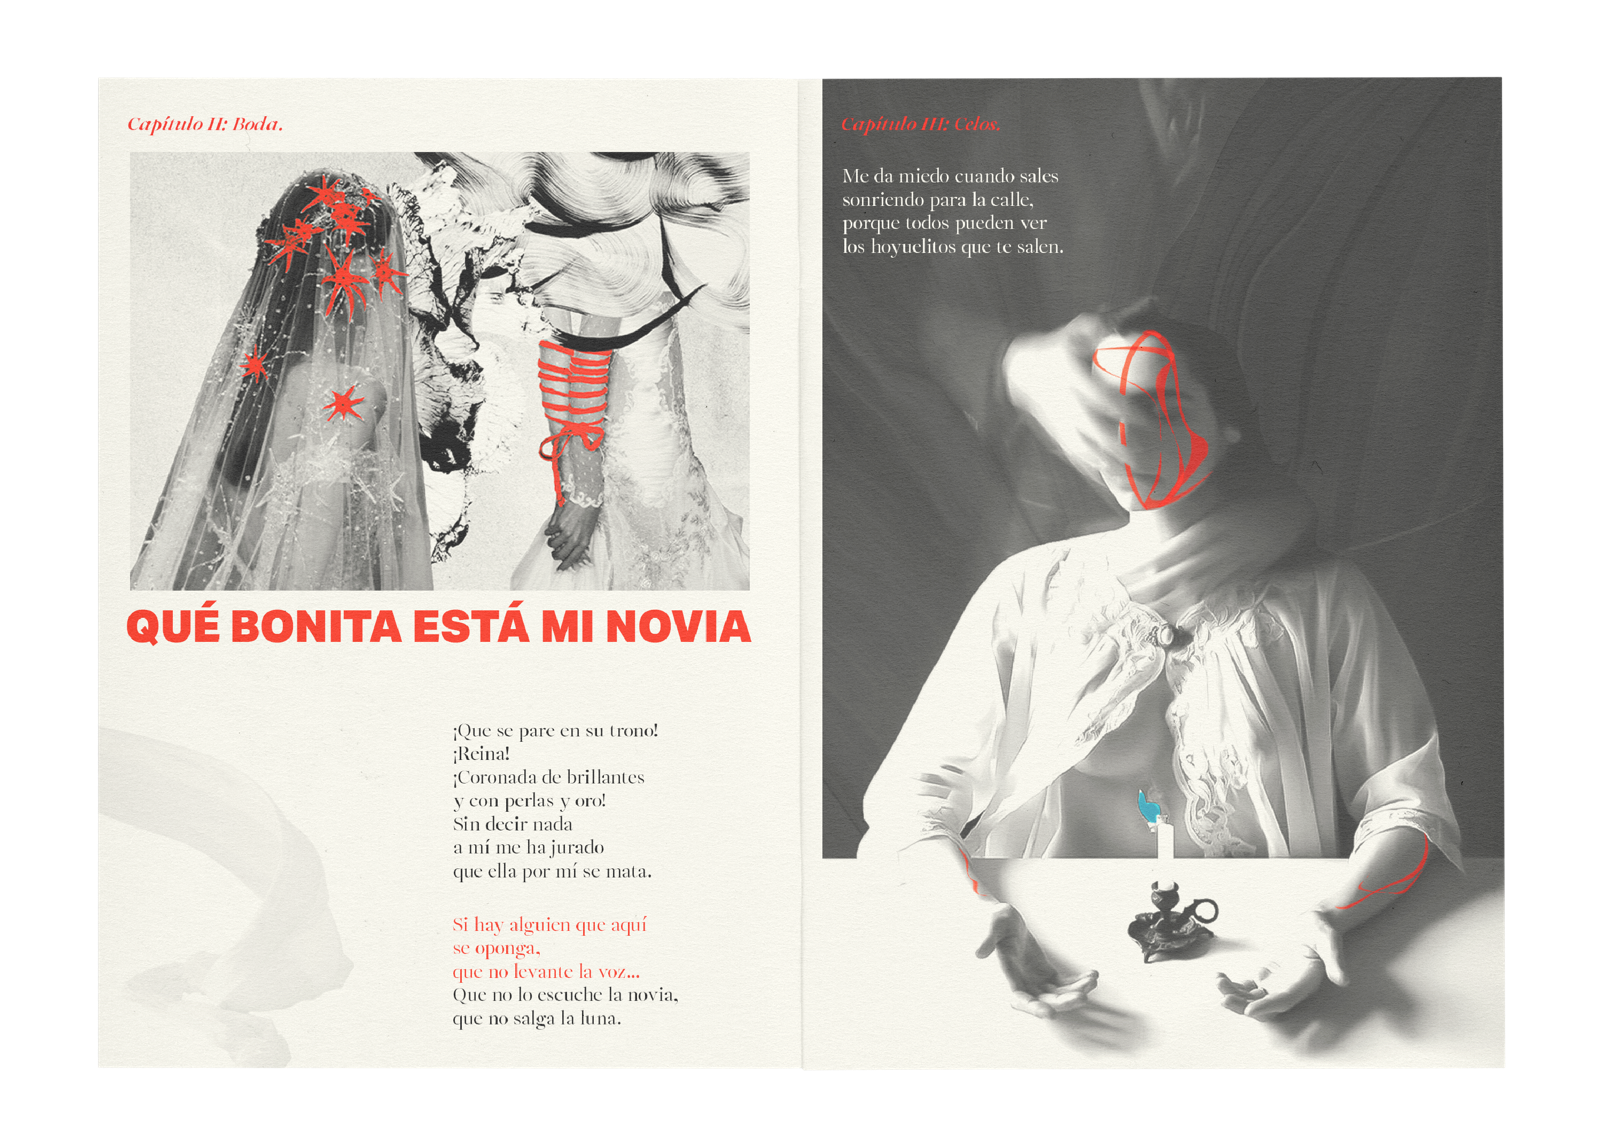 Capítulo II: Boda.
QUÉ BONITA ESTÁ MI NOVIA
¡Que se pare en su trono!
¡Reina!
¡Coronada de brillantes
y con perlas y oro!
Sin decir nada
a mí me ha jurado
que ella por mí se mata.
Si hay alguien que aquí
se oponga,
que no levante la voz...
Que no lo escuche la novia,
que no salga la luna.
Capítulo III: Celos.
Me da miedo cuando sales
sonriendo para la calle,
porque todos pueden ver
los hoyuelitos que te salen.